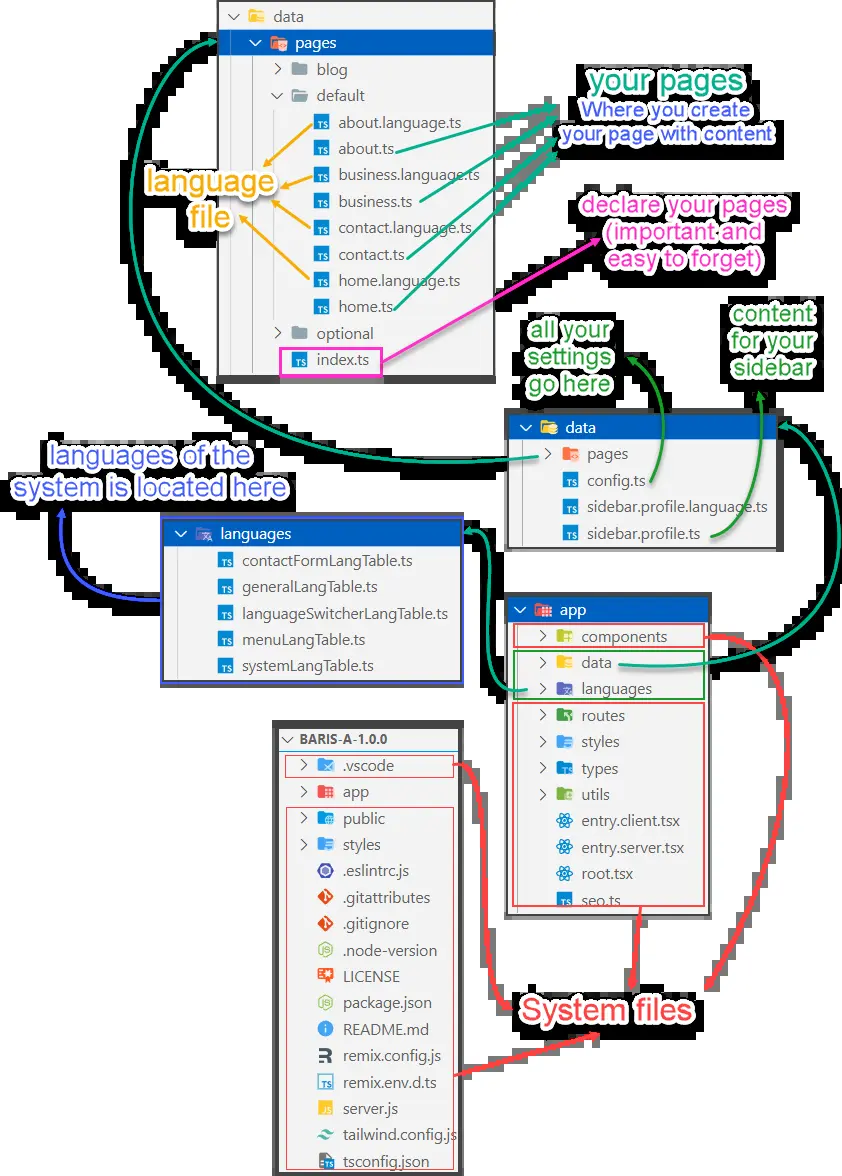 data
pages
blog
default
about.language.ts
about.ts
business.language.ts
business.ts
contact.language.ts
contact.ts
home.language.ts
home.ts
optional
index.ts
language
file
your pages
Where you create
your page with content
declare your pages
(important and
easy to forget)
all your
settings
go here
content
for your
sidebar
data
pages
config.ts
sidebar.profile.language.ts
sidebar.profile.ts
languages of the
system is located here
languages
contactFormLangTable.ts
generalLangTable.ts
languageSwitcherLangTable.ts
menuLangTable.ts
systemLangTable.ts
app
components
data
languages
routes
styles
types
utils
entry.client.tsx
entry.server.tsx
root.tsx
seo.ts
BARIS-A-1.0.0
.vscode
app
public
styles
.eslintrc.js
.gitattributes
.gitignore
.node-version
LICENSE
package.json
README.md
remix.config.js
remix.env.d.ts
server.js
tailwind.config.js
tsconfig.json
System files